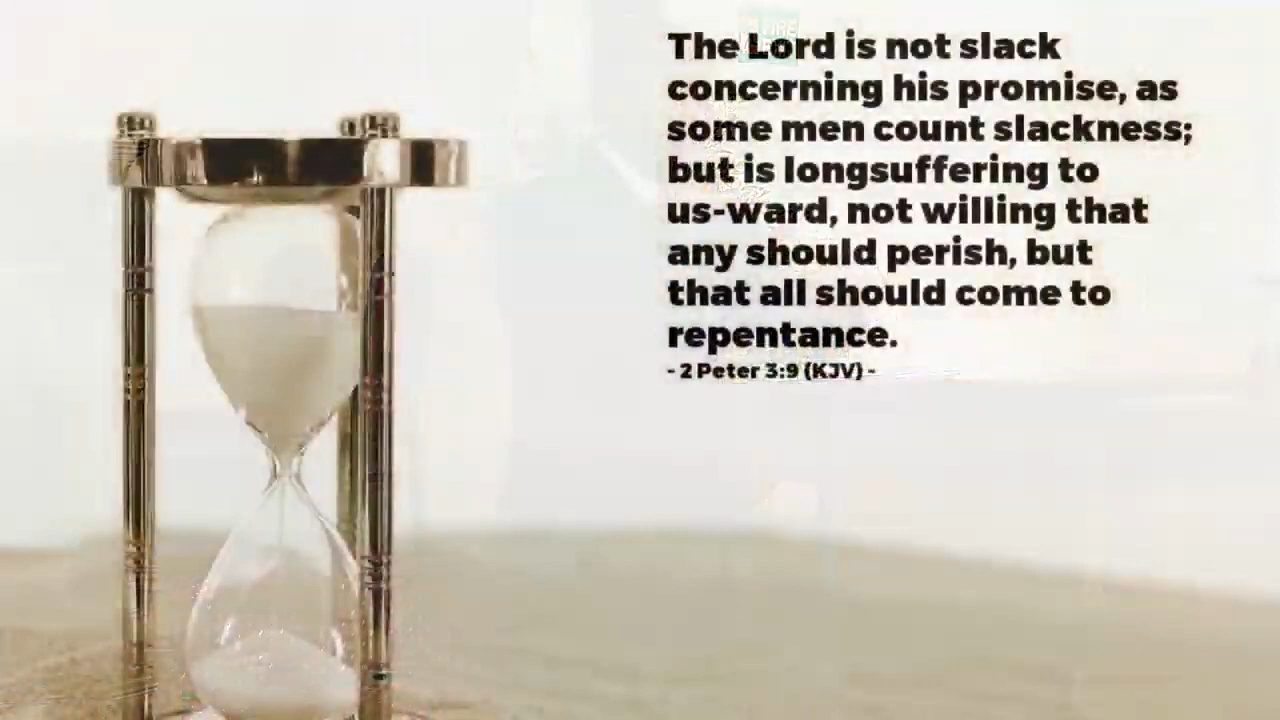 The Lord is not slack
concerning his promise, as
some men count slackness;
but is longsuffering to
us-ward, not willing that
any should perish, but
that all should come to
repentance.
- 2 Peter 3:9 (KJV) -